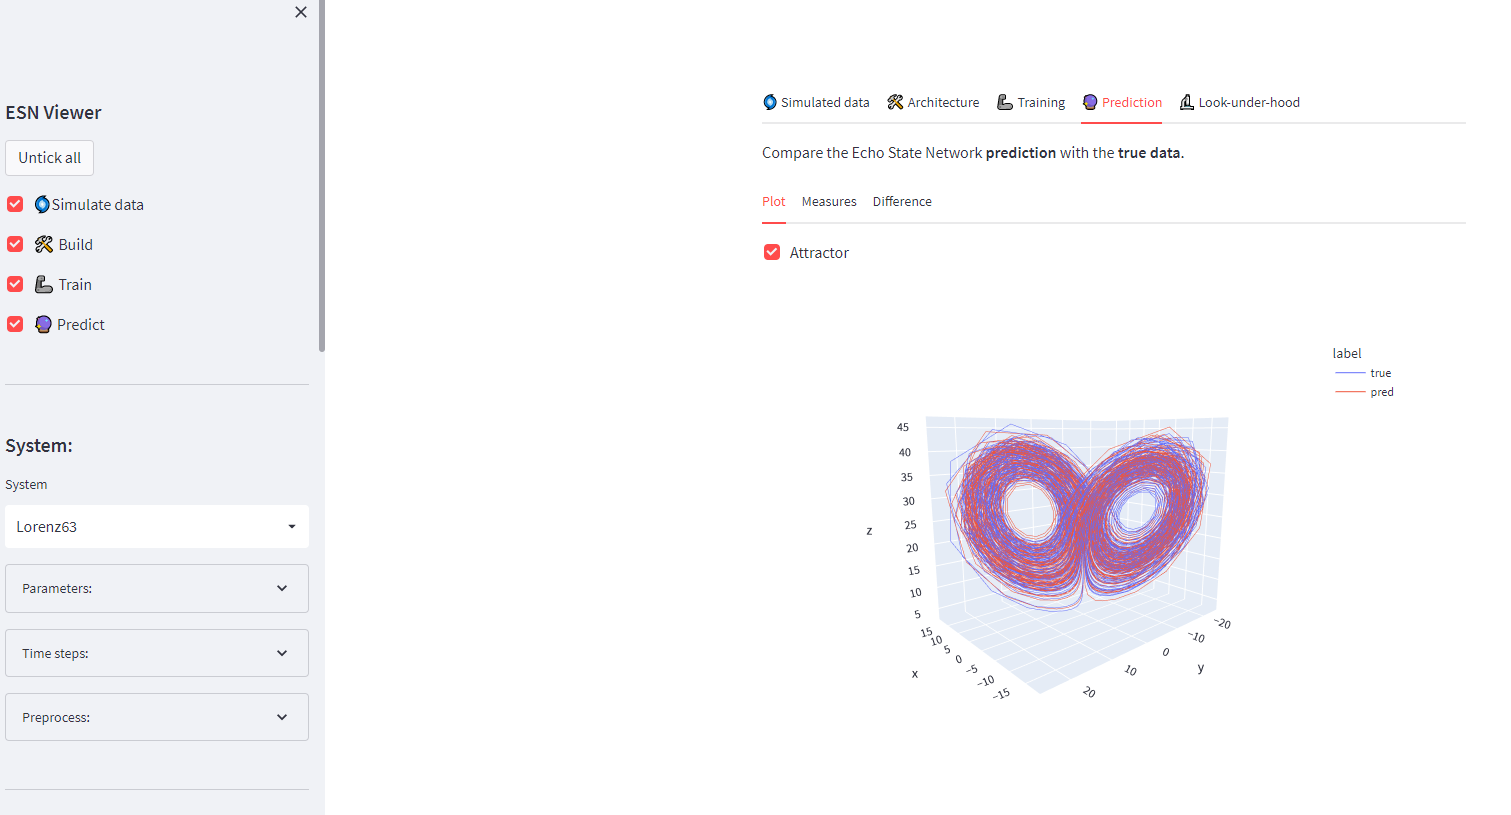 ESN Viewer
Untick all
Simulate data
Build
Train
Predict
System:
System
Lorenz63
Parameters:
Time steps:
Preprocess:
Simulated data Architecture Training Prediction Look-under-hood
Compare the Echo State Network prediction with the true data.
Plot Measures Difference
Attractor
label
true
pred
45
40
35
30
25
20
15
10
5
z
15
10
5
0
−5
−10
−15
x
20
10
0
−10
−20
y